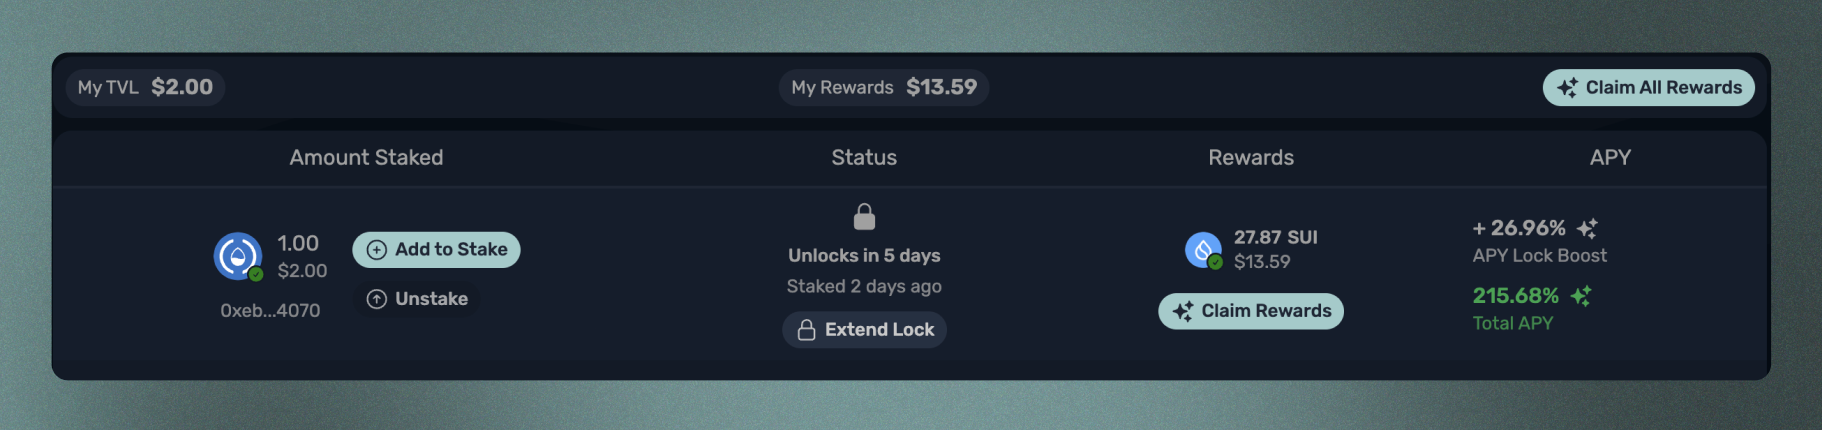 My TVL $2.00
My Rewards $13.59
Claim All Rewards
Amount Staked
Status
Rewards
APY
1.00
$2.00
0xeb...4070
Add to Stake
Unstake
Unlocks in 5 days
Staked 2 days ago
Extend Lock
27.87 SUI
$13.59
Claim Rewards
+ 26.96%
APY Lock Boost
215.68%
Total APY